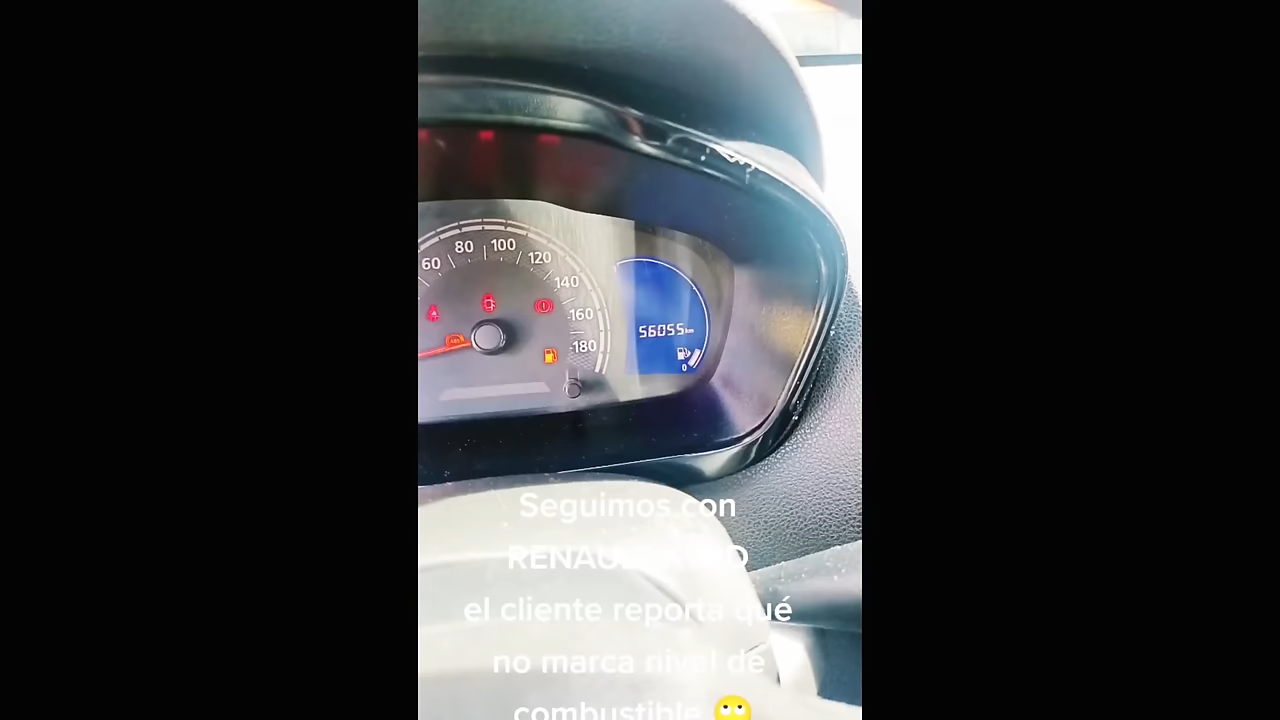 60 80 100 120 140 160 180
ABS
56055 km
0
Seguimos con
el cliente reporta qué
no marca nivel de
combustible 🙄